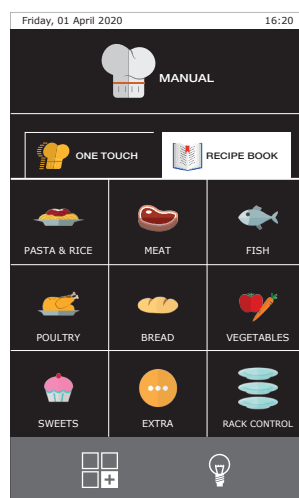 Friday, 01 April 2020 16:20
MANUAL
ONE TOUCH RECIPE BOOK
PASTA & RICE MEAT FISH
POULTRY BREAD VEGETABLES
SWEETS EXTRA RACK CONTROL